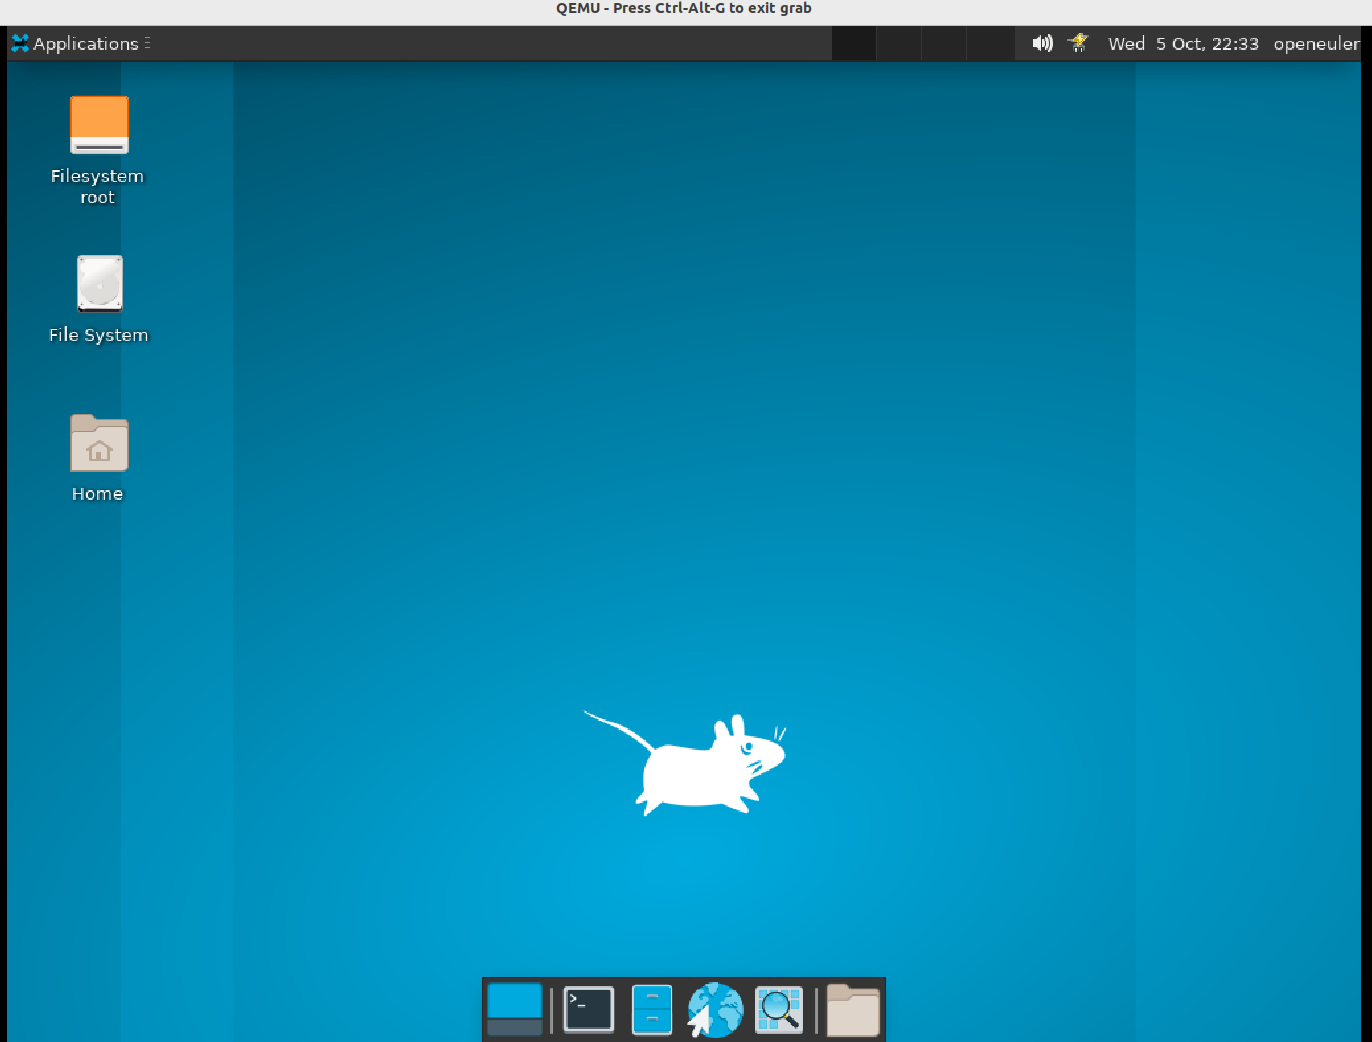 QEMU - Press Ctrl-Alt-G to exit grab
Applications
Wed 5 Oct, 22:33 openeuler
Filesystem
root
File System
Home
>_